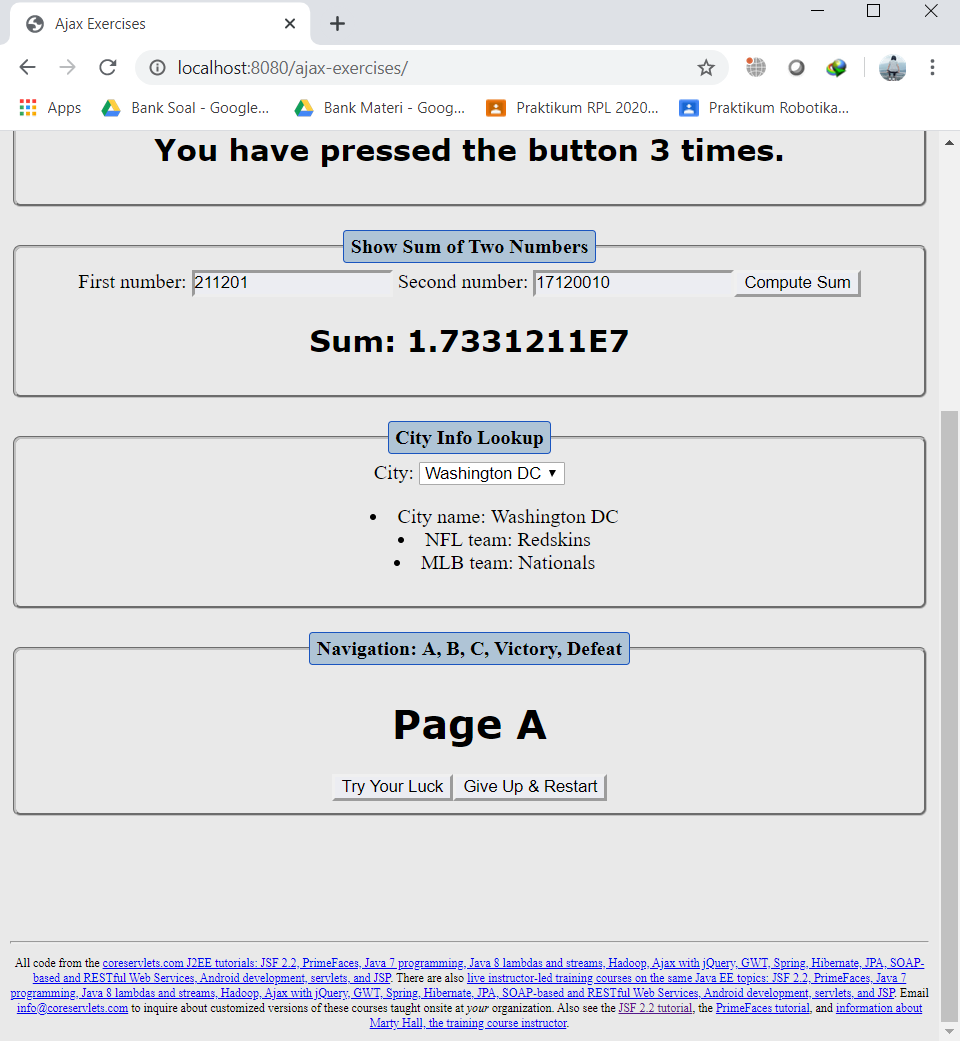 Ajax Exercises
localhost:8080/ajax-exercises/
Apps Bank Soal - Google... Bank Materi - Goog... Praktikum RPL 2020... Praktikum Robotika...
You have pressed the button 3 times.
Show Sum of Two Numbers
First number: 211201 Second number: 17120010 Compute Sum
Sum: 1.7331211E7
City Info Lookup
City: Washington DC
• City name: Washington DC
• NFL team: Redskins
• MLB team: Nationals
Navigation: A, B, C, Victory, Defeat
Page A
Try Your Luck Give Up & Restart
All code from the coreservlets.com J2EE tutorials: JSF 2.2, PrimeFaces, Java 7 programming, Java 8 lambdas and streams, Hadoop, Ajax with jQuery, GWT, Spring, Hibernate, JPA, SOAP-
based and RESTful Web Services, Android development, servlets, and JSP. There are also live instructor-led training courses on the same Java EE topics: JSF 2.2, PrimeFaces, Java 7
programming, Java 8 lambdas and streams, Hadoop, Ajax with jQuery, GWT, Spring, Hibernate, JPA, SOAP-based and RESTful Web Services, Android development, servlets, and JSP. Email
info@coreservlets.com to inquire about customized versions of these courses taught onsite at your organization. Also see the JSF 2.2 tutorial, the PrimeFaces tutorial, and information about
Marty Hall, the training course instructor.